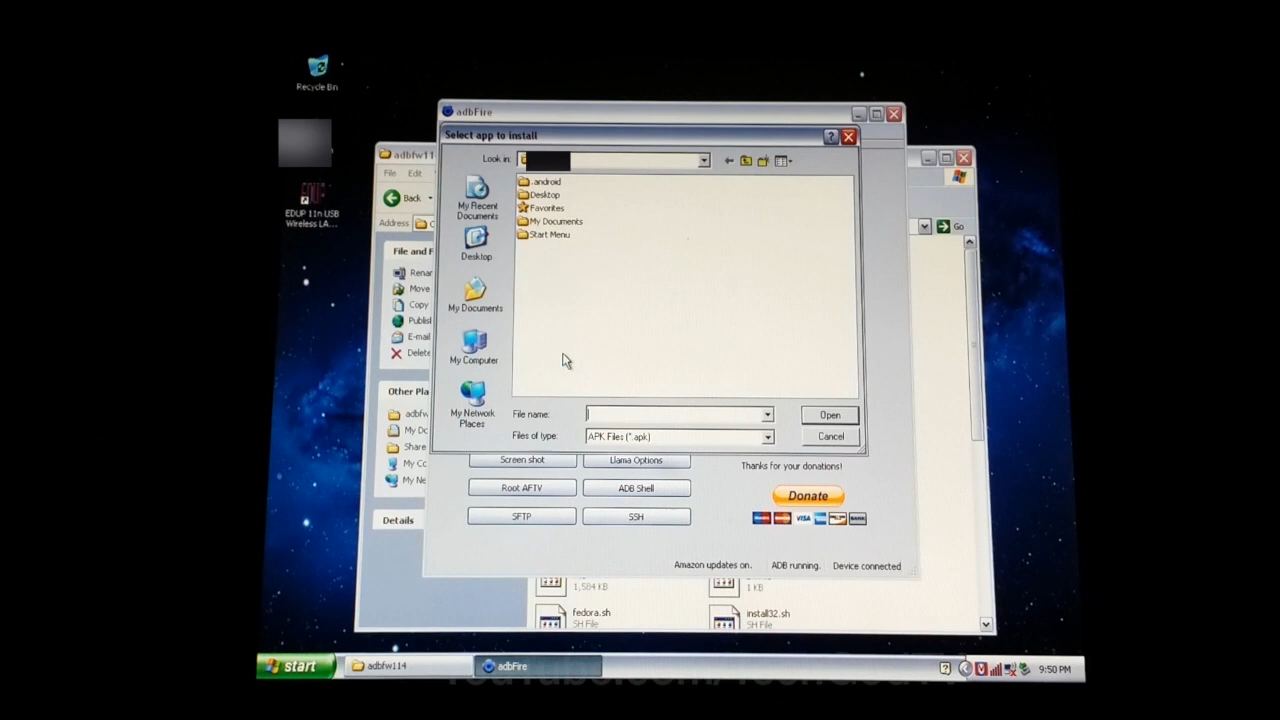 Recycle Bin
EDUP 11n USB
Wireless LA...
adbFire
Select app to install
Look in:
.android
Desktop
Favorites
My Documents
Start Menu
My Recent
Documents
Desktop
My Documents
My Computer
My Network
Places
File name:
Open
Files of type:
APK Files (*.apk)
Cancel
adbfw11
File
Edit
Back
Address
Go
File and F
Renar
Move
Copy
Publis
E-mail
Delete
Other Pla
adbfw
My Do
Share
My Co
My Ne
Details
Screen shot
Llama Options
Root AFTV
ADB Shell
SFTP
SSH
Thanks for your donations!
Donate
VISA
Amazon updates on.
ADB running.
Device connected
1,584 KB
1 KB
fedora.sh
SH File
install32.sh
SH File
start
adbfw114
adbFire
9:50 PM